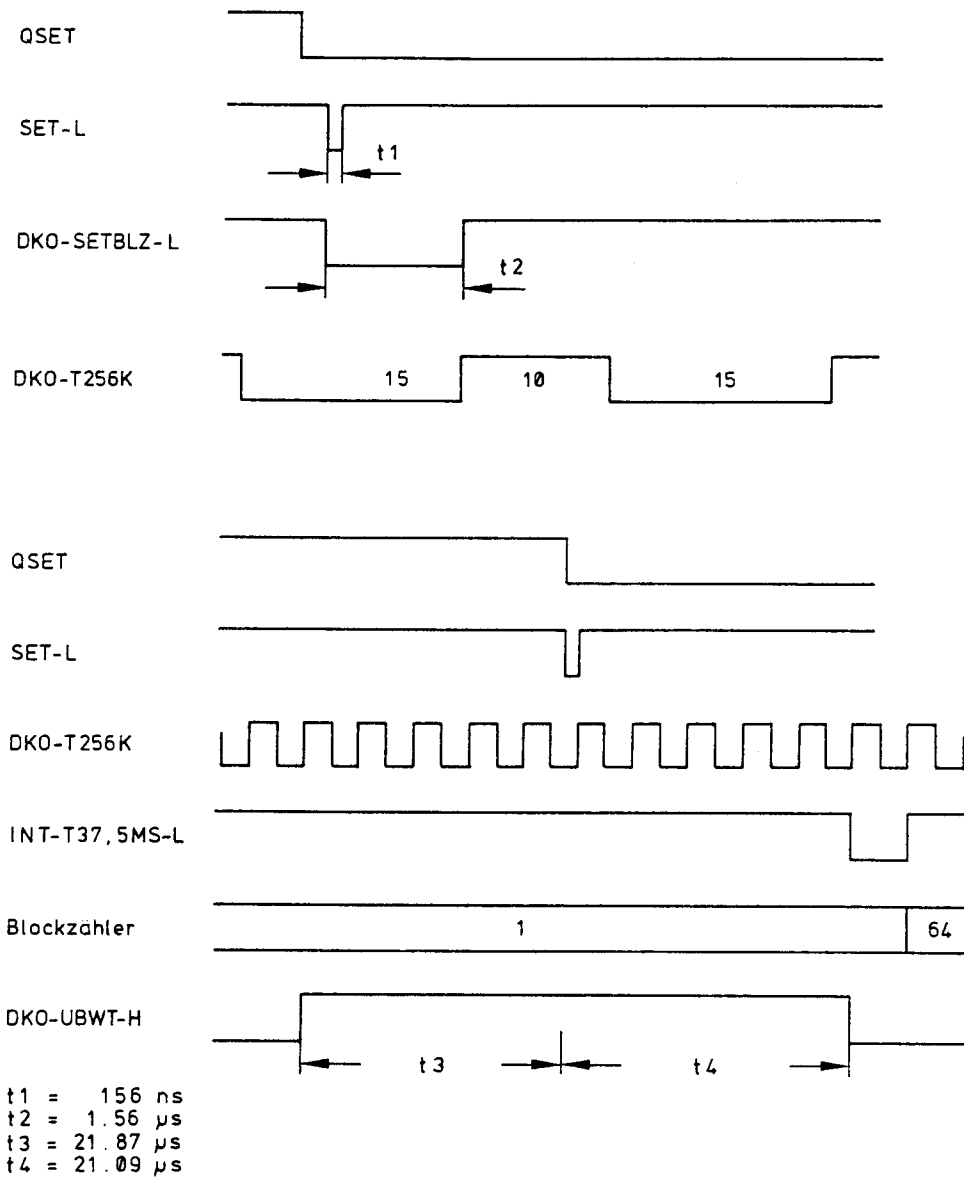 QSET
SET-L
t1
DKO-SETBLZ-L
t2
DKO-T256K
15 10 15
QSET
SET-L
DKO-T256K
INT-T37,5MS-L
Blockzähler
1 64
DKO-UBWT-H
t3 t4
t1 = 156 ns
t2 = 1.56 µs
t3 = 21.87 µs
t4 = 21.09 µs